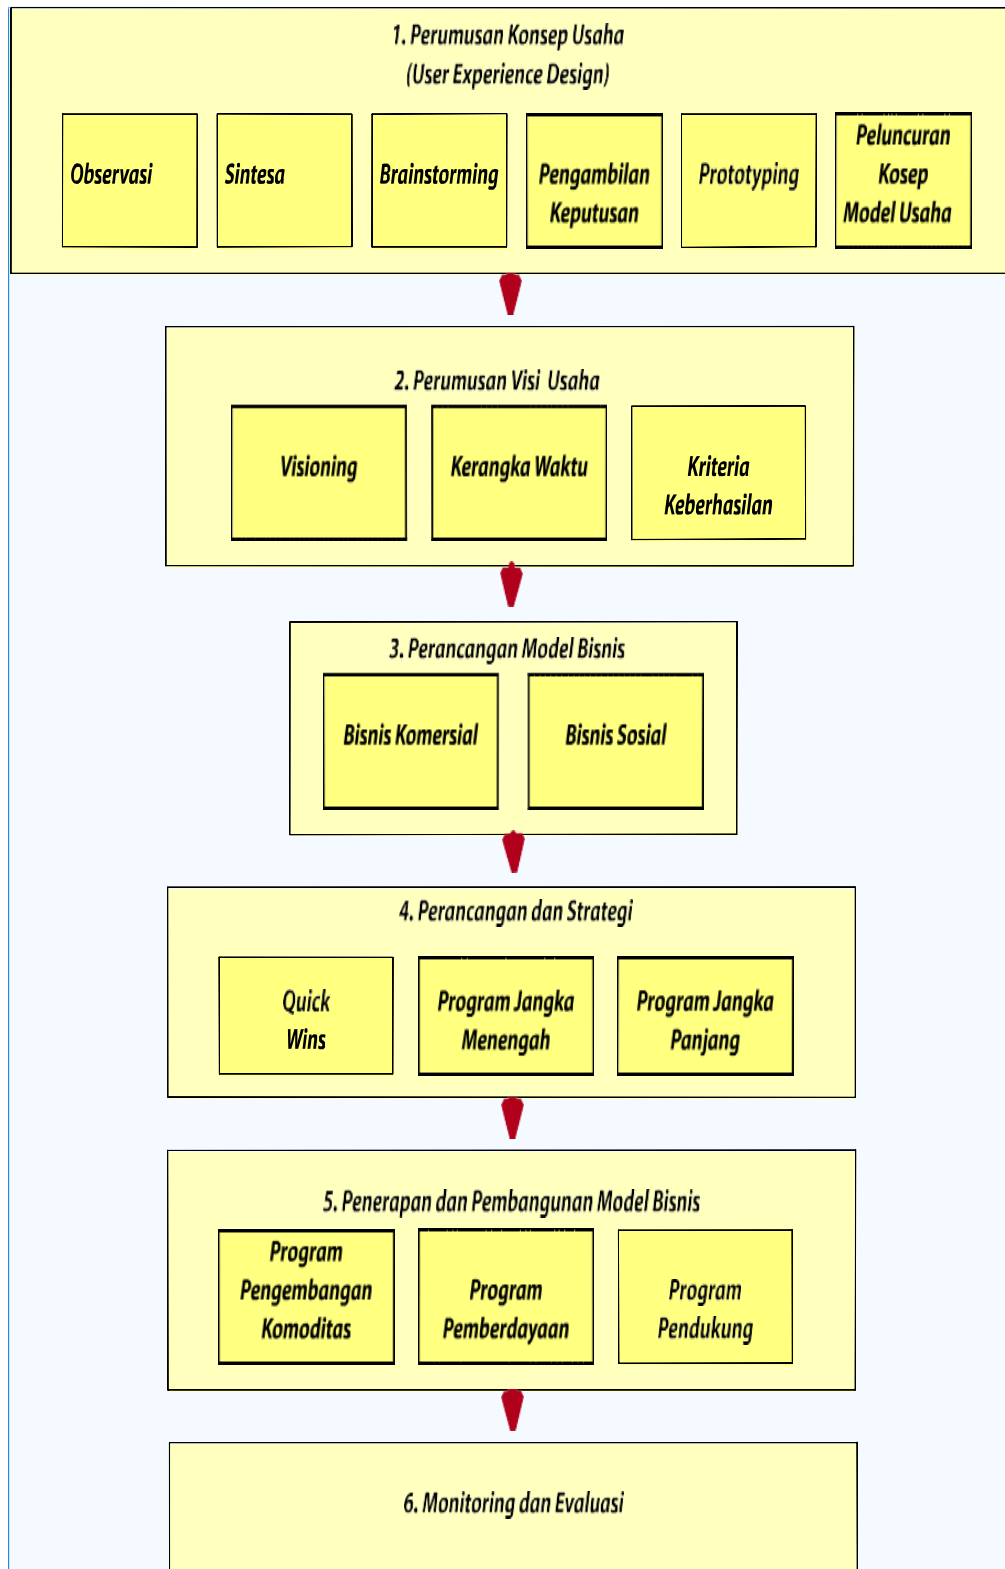 1. Perumusan Konsep Usaha
(User Experience Design)
Observasi
Sintesa
Brainstorming
Pengambilan
Keputusan
Prototyping
Peluncuran
Kosep
Model Usaha
2. Perumusan Visi Usaha
Visioning
Kerangka Waktu
Kriteria
Keberhasilan
3. Perancangan Model Bisnis
Bisnis Komersial
Bisnis Sosial
4. Perancangan dan Strategi
Quick
Wins
Program Jangka
Menengah
Program Jangka
Panjang
5. Penerapan dan Pembangunan Model Bisnis
Program
Pengembangan
Komoditas
Program
Pemberdayaan
Program
Pendukung
6. Monitoring dan Evaluasi